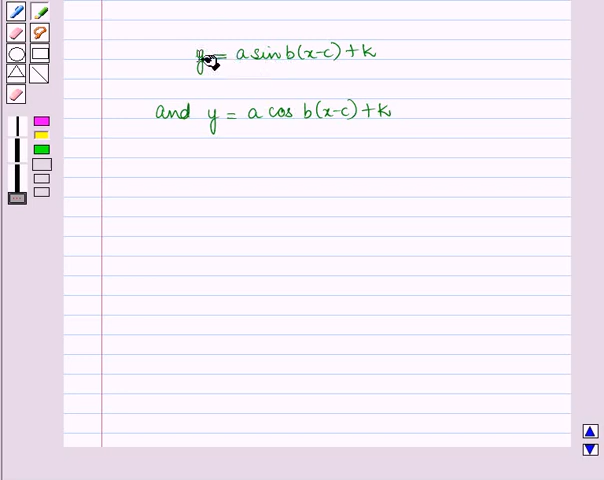 y = a sin b(x-c) + k
and y = a cos b(x-c) + k